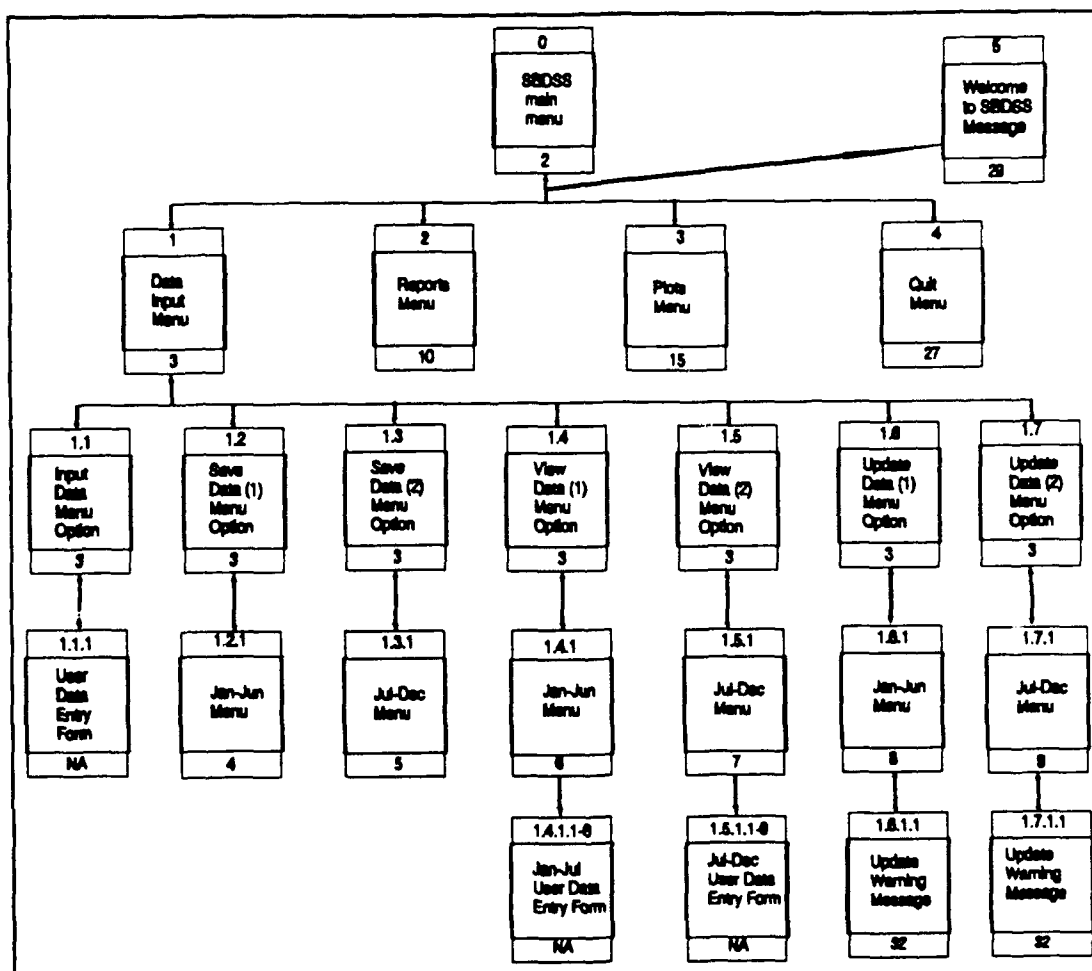 0
SBDSS
main
menu
2
5
Welcome
to SBDSS
Message
29
1
Data
Input
Menu
3
2
Reports
Menu
10
3
Plots
Menu
15
4
Quit
Menu
27
1.1
Input
Data
Menu
Option
3
1.2
Save
Data (1)
Menu
Option
3
1.3
Save
Data (2)
Menu
Option
3
1.4
View
Data (1)
Menu
Option
3
1.5
View
Data (2)
Menu
Option
3
1.6
Update
Data (1)
Menu
Option
3
1.7
Update
Data (2)
Menu
Option
3
1.1.1
User
Data
Entry
Form
NA
1.2.1
Jan-Jun
Menu
4
1.3.1
Jul-Dec
Menu
5
1.4.1
Jan-Jun
Menu
6
1.5.1
Jul-Dec
Menu
7
1.6.1
Jan-Jun
Menu
8
1.7.1
Jul-Dec
Menu
9
1.4.1.1-6
Jan-Jul
User Data
Entry Form
NA
1.5.1.1-6
Jul-Dec
User Data
Entry Form
NA
1.6.1.1
Update
Warning
Message
32
1.7.1.1
Update
Warning
Message
32